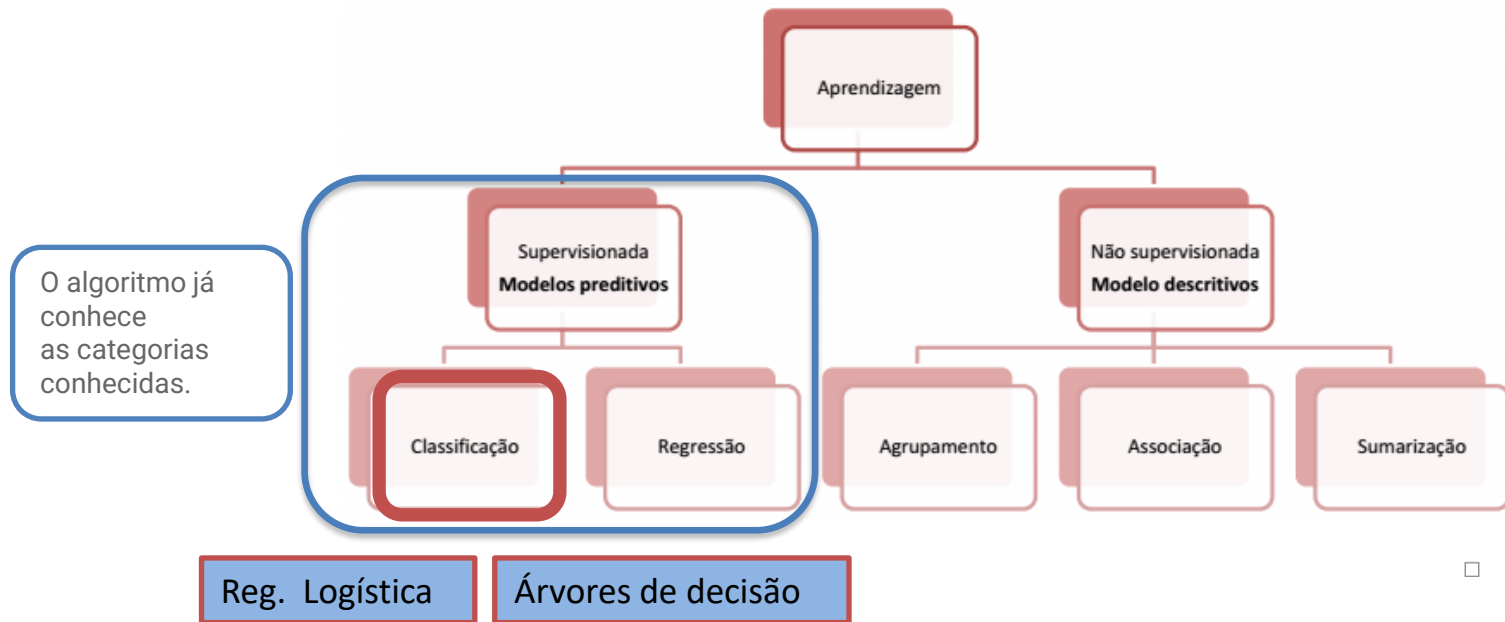 Aprendizagem
Supervisionada
Modelos preditivos
Não supervisionada
Modelo descritivos
O algoritmo já
conhece
as categorias
conhecidas.
Classificação
Regressão
Agrupamento
Associação
Sumarização
Reg. Logística
Árvores de decisão